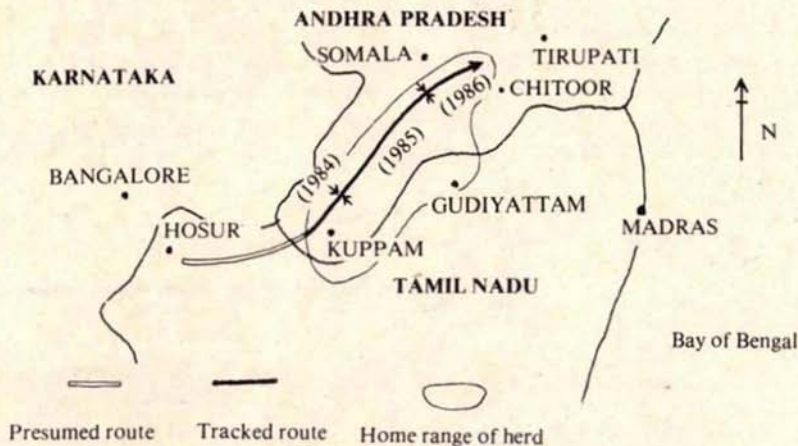 ANDHRA PRADESH
SOMALA
TIRUPATI
KARNATAKA
CHITOOR
(1986)
(1985)
N
(1984)
BANGALORE
GUDIYATTAM
MADRAS
HOSUR
KUPPAM
TAMIL NADU
Bay of Bengal
Presumed route Tracked route Home range of herd